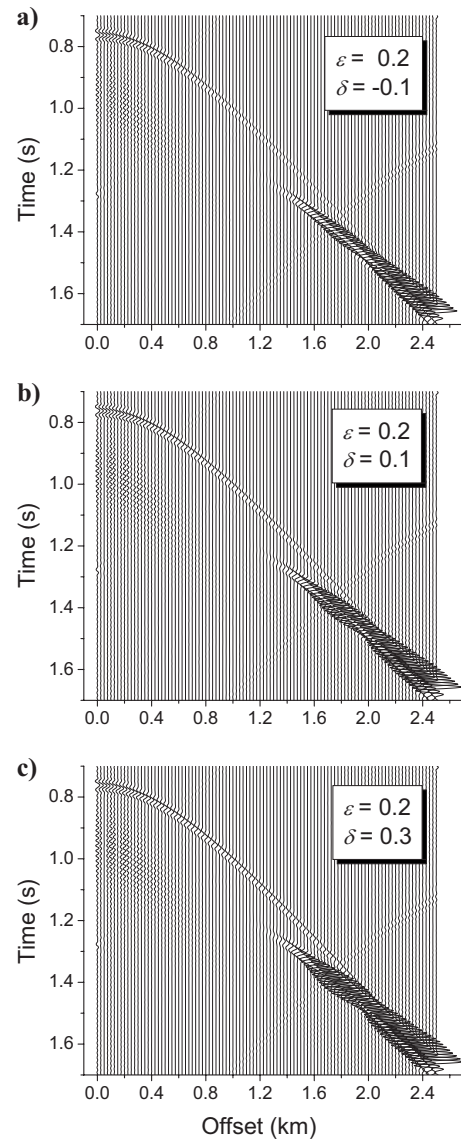 a)
ε = 0.2
δ = -0.1
Time (s)
0.8
1.0
1.2
1.4
1.6
0.0 0.4 0.8 1.2 1.6 2.0 2.4
b)
ε = 0.2
δ = 0.1
Time (s)
0.8
1.0
1.2
1.4
1.6
0.0 0.4 0.8 1.2 1.6 2.0 2.4
c)
ε = 0.2
δ = 0.3
Time (s)
0.8
1.0
1.2
1.4
1.6
0.0 0.4 0.8 1.2 1.6 2.0 2.4
Offset (km)